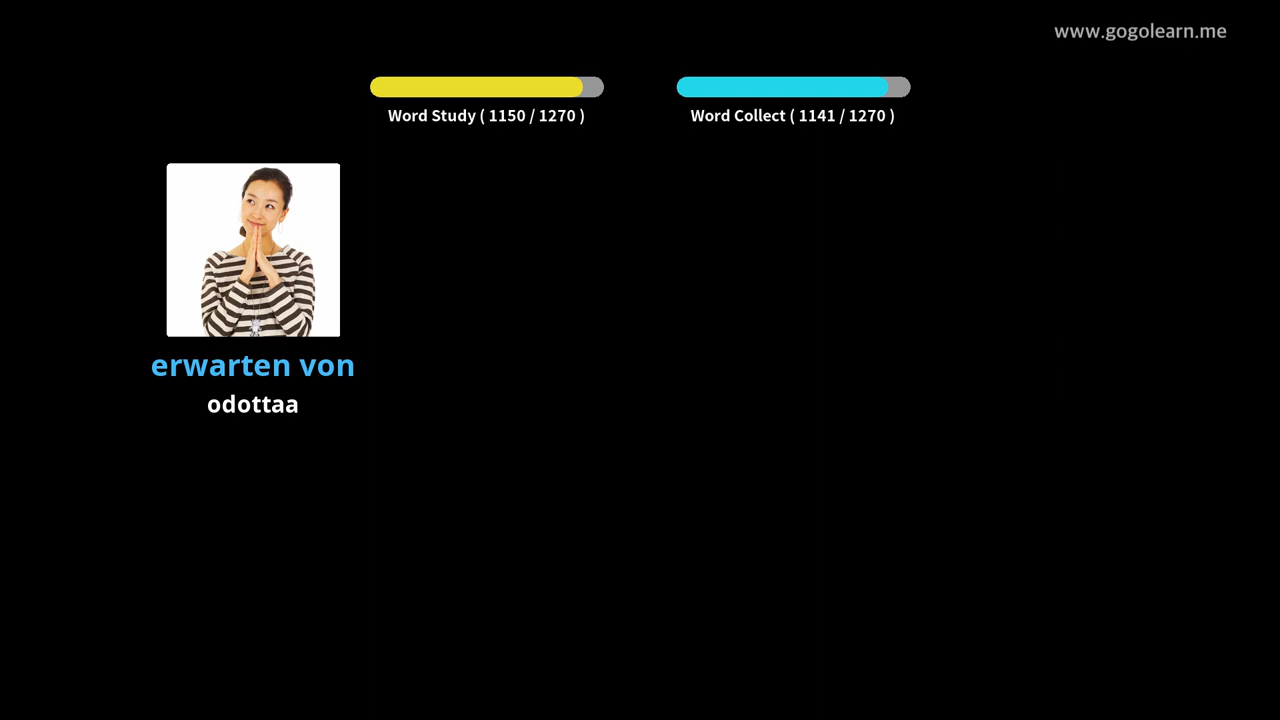 www.gogolearn.me
Word Study ( 1150 / 1270 )
Word Collect ( 1141 / 1270 )
erwarten von
odottaa